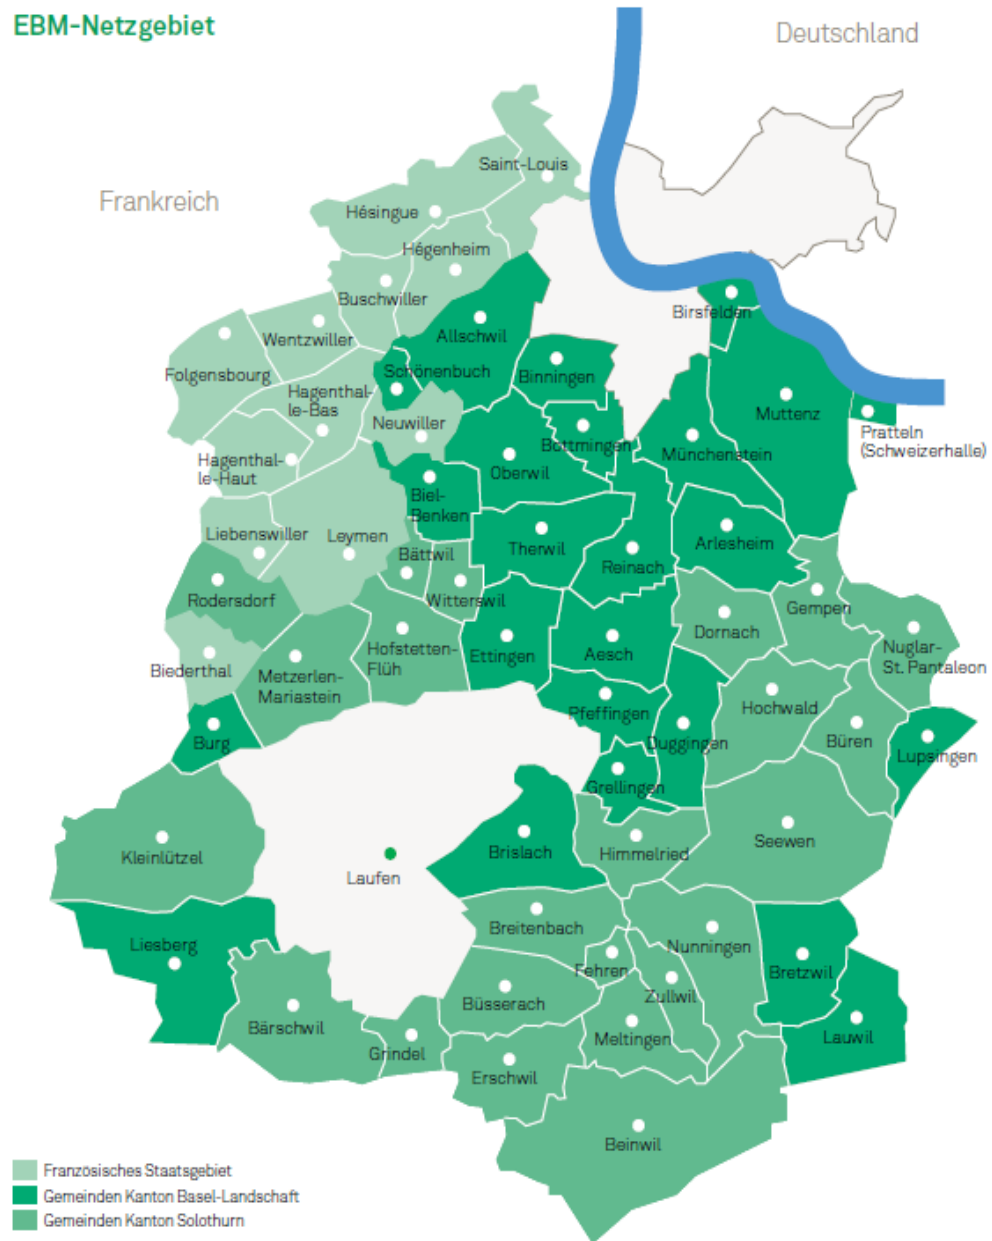 EBM-Netzgebiet
Deutschland
Frankreich
Saint-Louis
Hésingue
Hégenheim
Buschwiller
Birsfelden
Wentzwiller
Allschwil
Folgensbourg
Schönenbuch
Binningen
Hagenthal-
le-Bas
Muttenz
Neuwiller
Pratteln
(Schweizerhalle)
Bottmingen
Münchenstein
Hagenthal-
le-Haut
Oberwil
Biel-
Benken
Liebenswiller
Leymen
Bättwil
Therwil
Arlesheim
Reinach
Rodersdorf
Witterswil
Gempen
Dornach
Hofstetten-
Flüh
Ettingen
Aesch
Nuglar-
St. Pantaleon
Biederthal
Metzerlen-
Mariastein
Hochwald
Pfeffingen
Burg
Duggingen
Büren
Lupsingen
Grellingen
Kleinlützel
Brislach
Himmelried
Seewen
Laufen
Liesberg
Breitenbach
Nunningen
Fehren
Bretzwil
Zullwil
Büsserach
Bärschwil
Meltingen
Lauwil
Grindel
Erschwil
Beinwil
Französisches Staatsgebiet
Gemeinden Kanton Basel-Landschaft
Gemeinden Kanton Solothurn